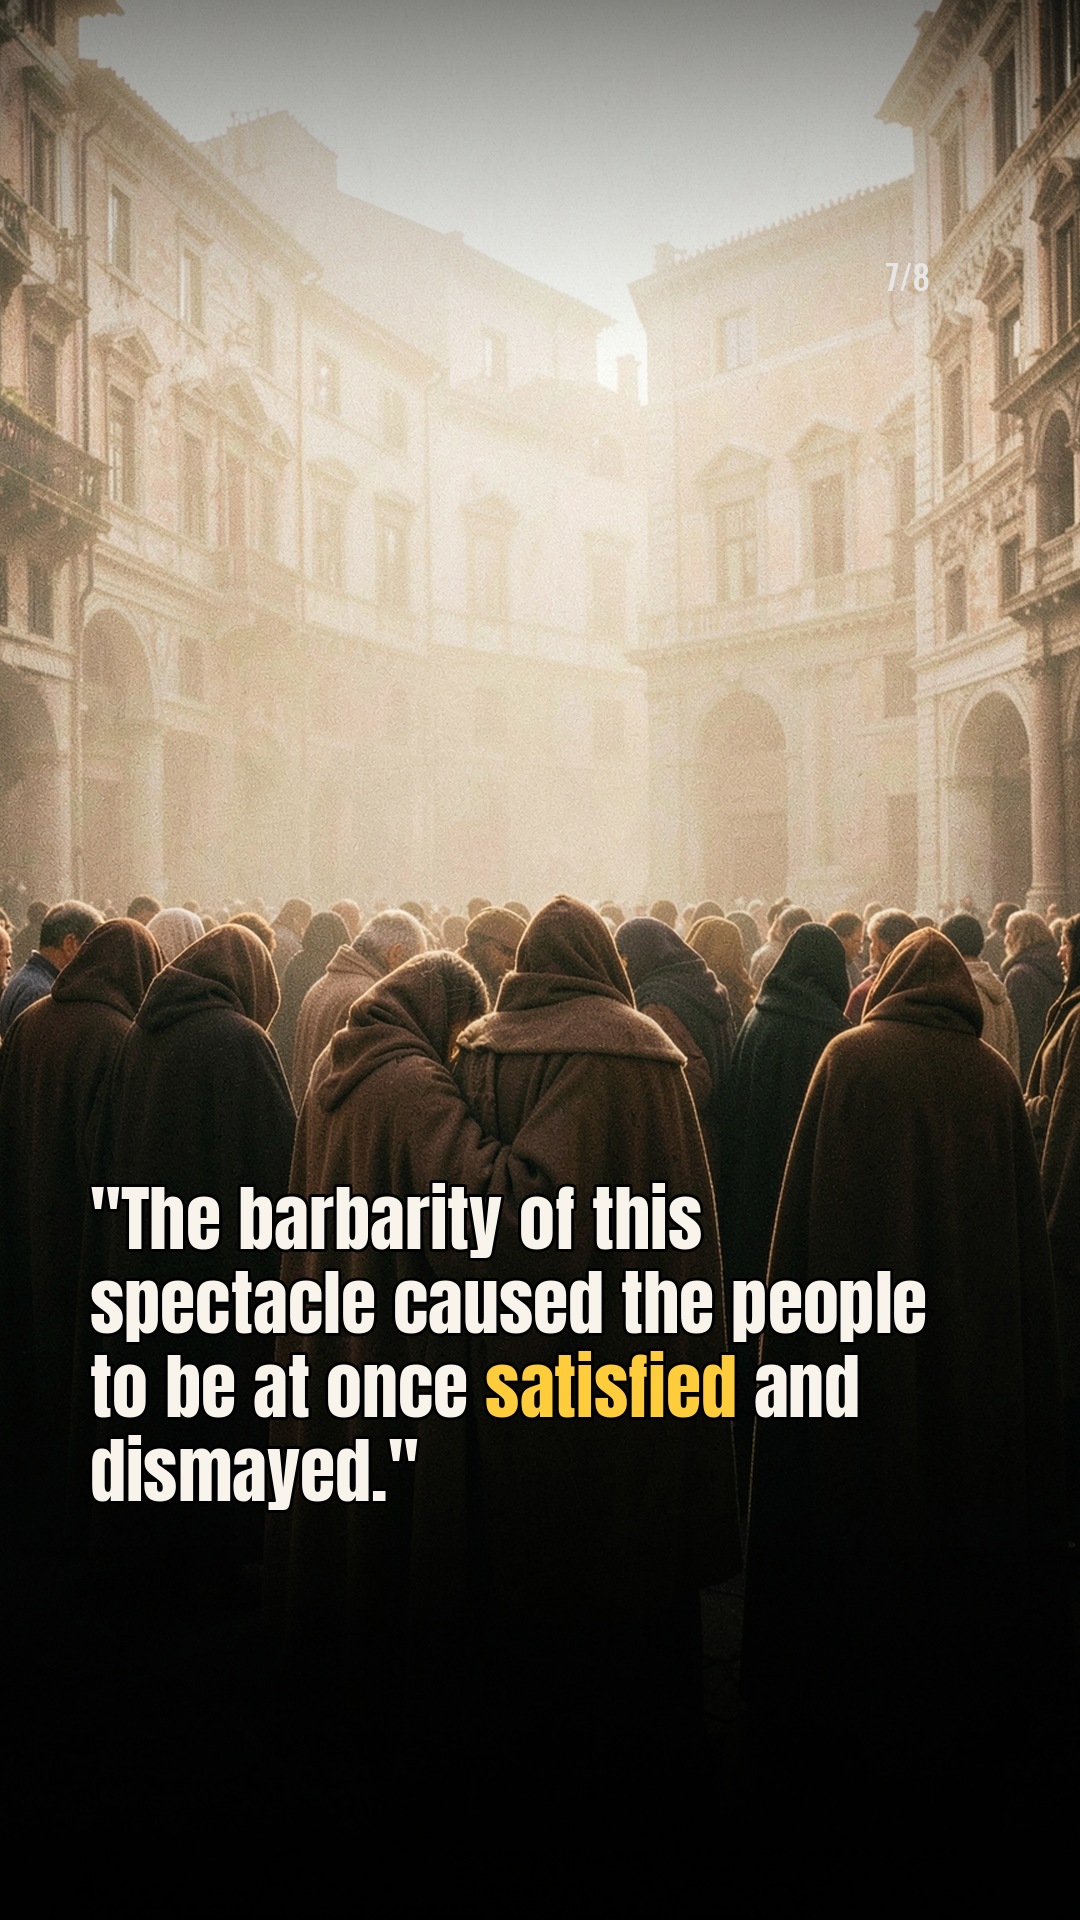 7/8
"The barbarity of this
spectacle caused the people
to be at once satisfied and
dismayed."